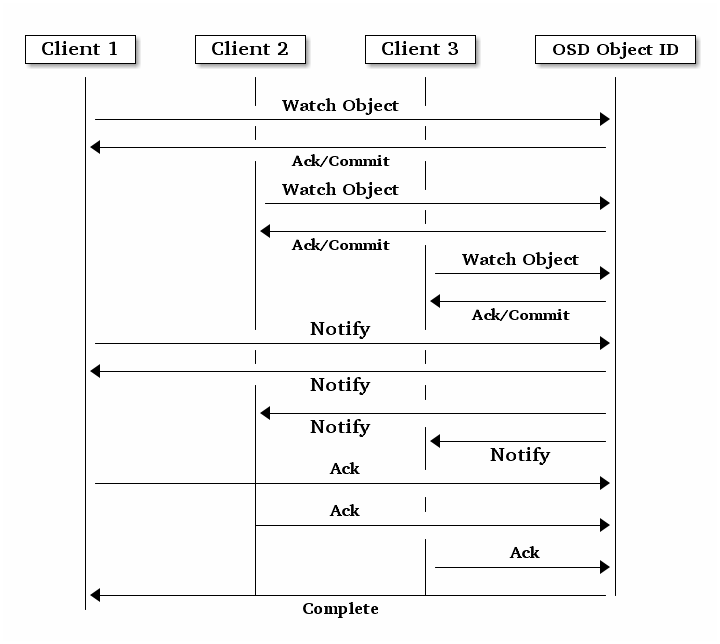 Client 1
Client 2
Client 3
OSD Object ID
Watch Object
Ack/Commit
Watch Object
Ack/Commit
Watch Object
Ack/Commit
Notify
Notify
Notify
Notify
Ack
Ack
Ack
Complete